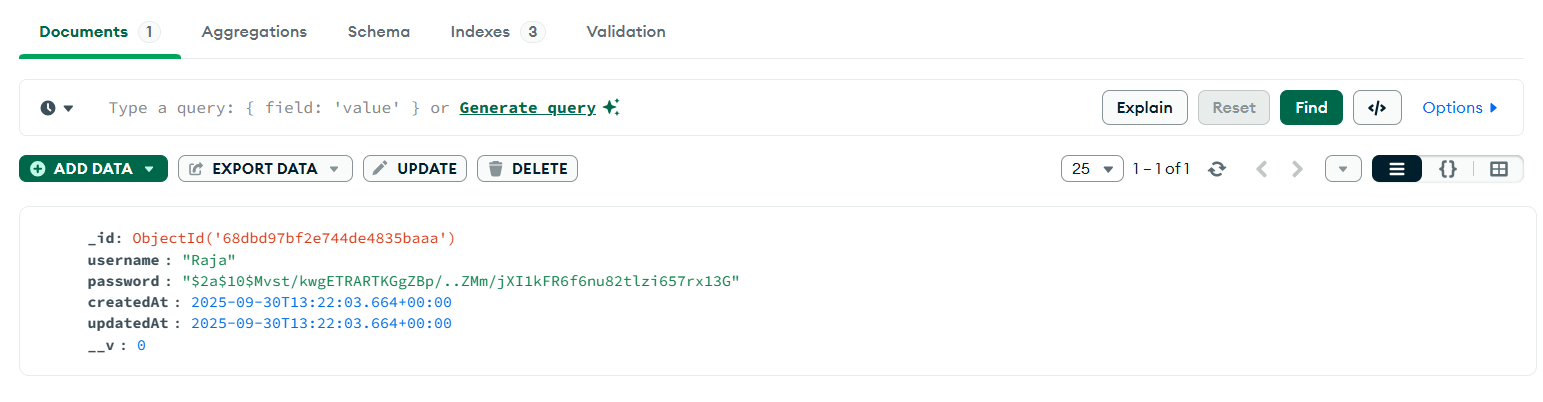 Documents 1 Aggregations Schema Indexes 3 Validation
Type a query: { field: 'value' } or Generate query Explain Reset Find </> Options
ADD DATA EXPORT DATA UPDATE DELETE 25 1 – 1 of 1 {}
_id: ObjectId('68dbd97bf2e744de4835baaa')
username : "Raja"
password : "$2a$10$Mvst/kwgETRARTKGgZBp/..ZMm/jXI1kFR6f6nu82tlzi657rx13G"
createdAt : 2025-09-30T13:22:03.664+00:00
updatedAt : 2025-09-30T13:22:03.664+00:00
__v : 0